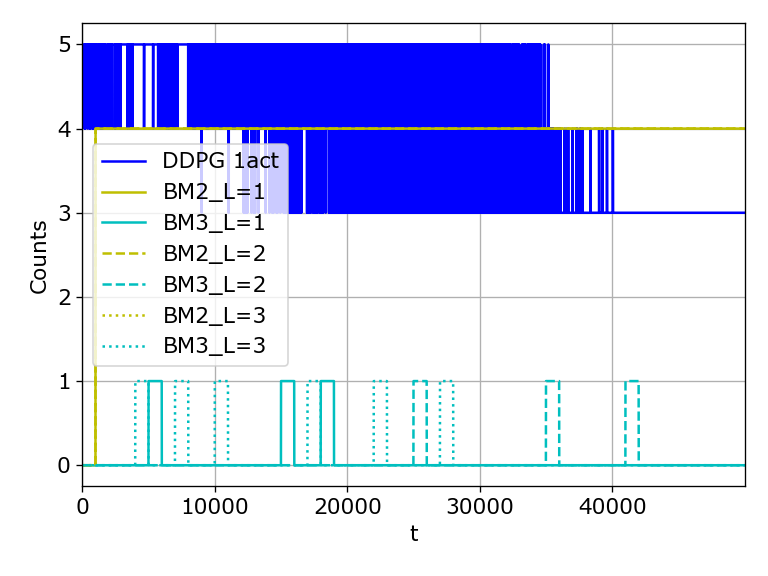 5
4
3
2
1
0
Counts
DDPG 1act
BM2_L=1
BM3_L=1
BM2_L=2
BM3_L=2
BM2_L=3
BM3_L=3
0 10000 20000 30000 40000
t